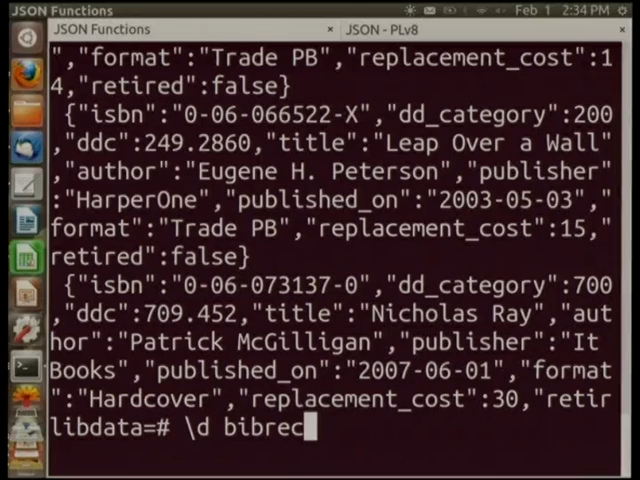 JSON Functions
Feb 1 2:34 PM
JSON Functions × JSON - PLv8 ×
","format":"Trade PB","replacement_cost":1
4,"retired":false}
{"isbn":"0-06-066522-X","dd_category":200
,"ddc":249.2860,"title":"Leap Over a Wall"
,"author":"Eugene H. Peterson","publisher"
:"HarperOne","published_on":"2003-05-03","
format":"Trade PB","replacement_cost":15,"
retired":false}
{"isbn":"0-06-073137-0","dd_category":700
,"ddc":709.452,"title":"Nicholas Ray","aut
hor":"Patrick McGilligan","publisher":"It
Books","published_on":"2007-06-01","format
":"Hardcover","replacement_cost":30,"retir
libdata=# \d bibrec